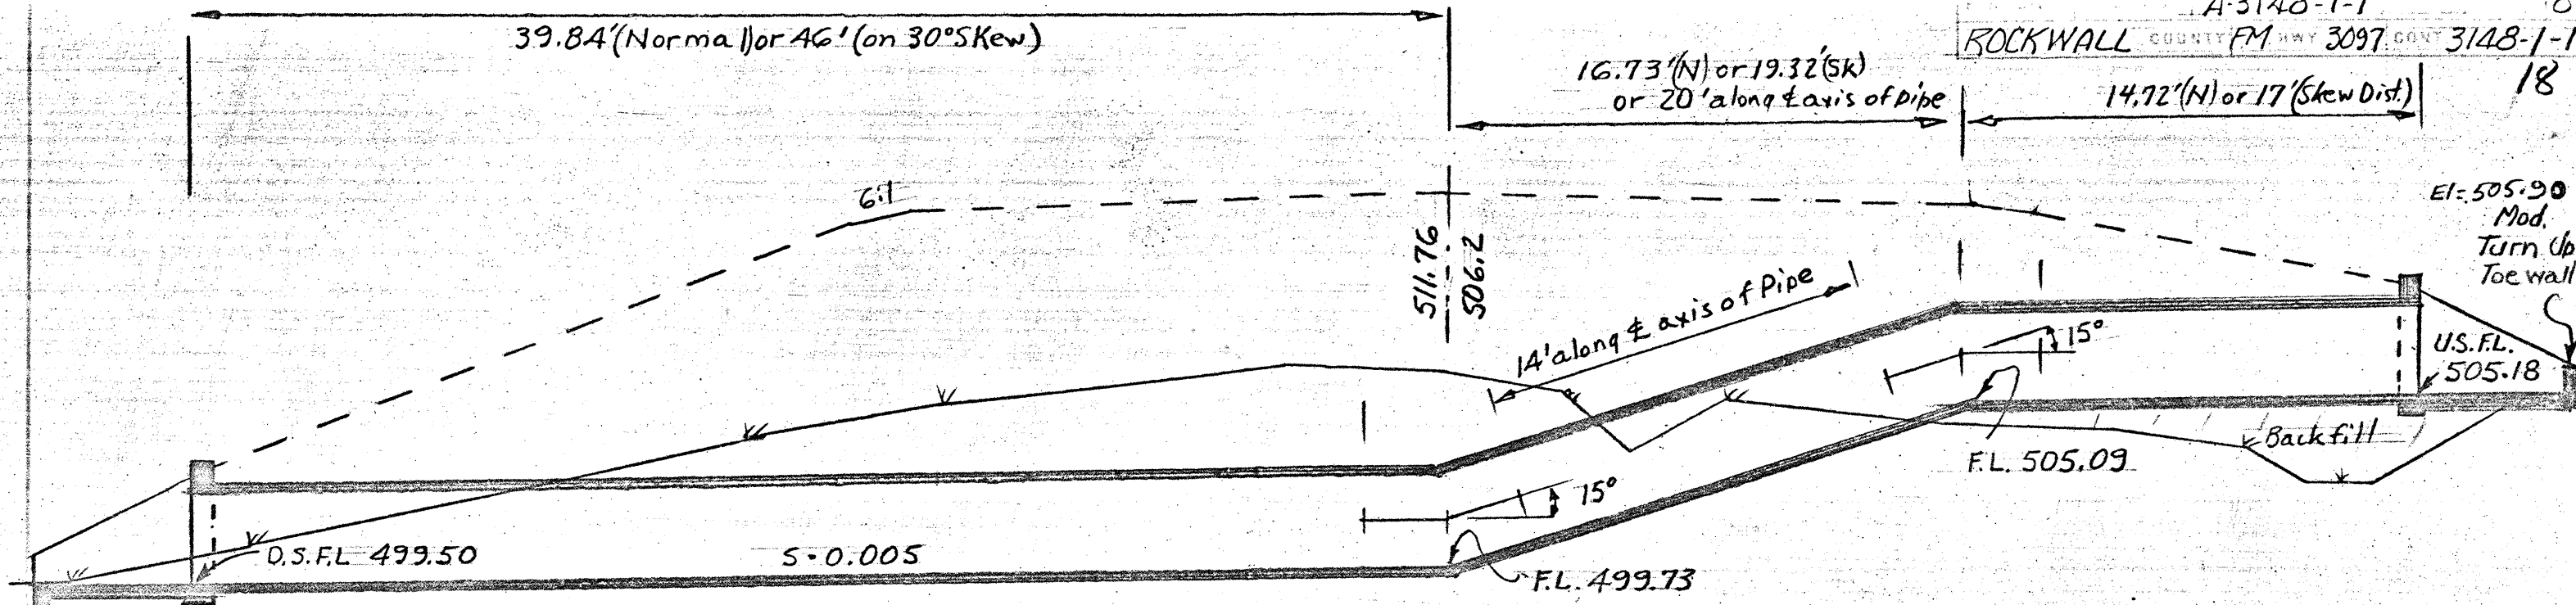 A-3148-1-1
ROCKWALL COUNTY FM HWY 3097 CONT 3148-1-1
18
39.84'(Normal)or 46'(on 30°Skew)
16.73'(N) or 19.32'(SK)
or 20'along ℄ axis of pipe
14.72'(N) or 17'(Skew Dist.)
6:1
El=505.90
Mod.
Turn Up
Toe wall
511.76
506.2
14'along ℄ axis of Pipe
15°
U.S.F.L.
505.18
Backfill
F.L. 505.09
15°
D.S.F.L 499.50
S=0.005
F.L. 499.73